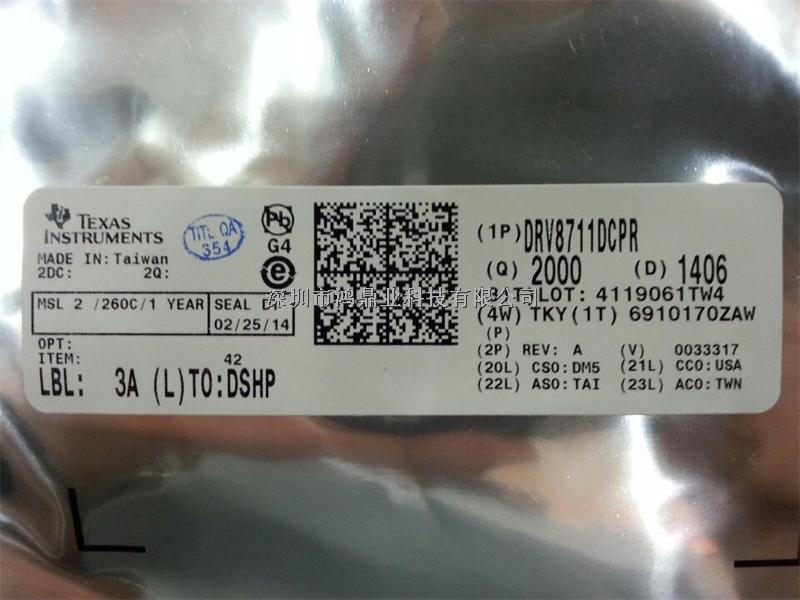 TEXAS
INSTRUMENTS
MADE IN: Taiwan
2DC: 2Q:
TITL QA
354
Pb
G4
e
MSL 2 /260C/1 YEAR
SEAL DT
02/25/14
OPT:
ITEM: 42
LBL: 3A (L)TO:DSHP
(1P) DRV8711DCPR
(Q) 2000 (D) 1406
LOT: 4119061TW4
深圳市鸿鼎业科技有限公司
(4W) TKY(1T) 6910170ZAW
(P)
(2P) REV: A (V) 0033317
(20L) CSO:DM5 (21L) CCO:USA
(22L) ASO:TAI (23L) ACO:TWN